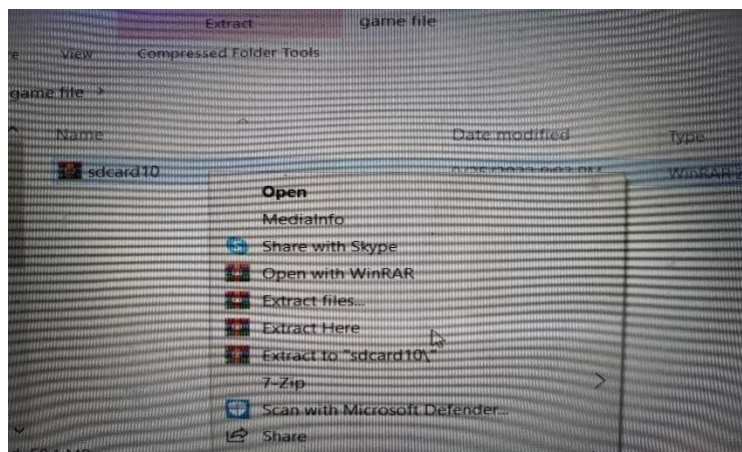 Extract game file
View Compressed Folder Tools
game file >
Name Date modified Type
sdcard10 WinRAR
Open
MediaInfo
Share with Skype
Open with WinRAR
Extract files...
Extract Here
Extract to "sdcard10\"
7-Zip >
Scan with Microsoft Defender...
Share